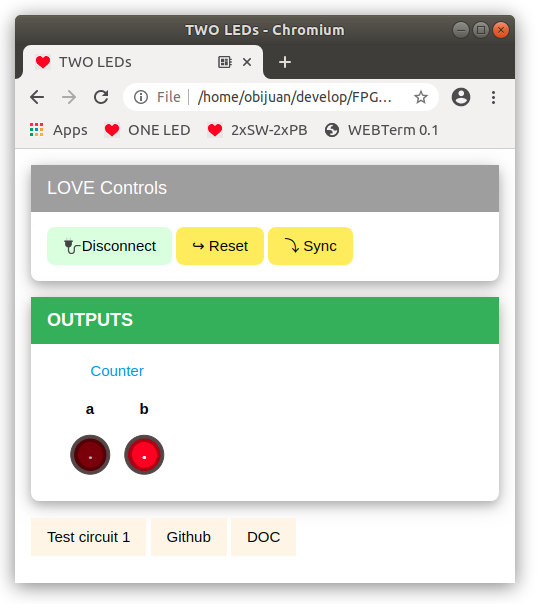 TWO LEDs - Chromium
TWO LEDs
File | /home/obijuan/develop/FPG...
Apps ONE LED 2xSW-2xPB WEBTerm 0.1
LOVE Controls
Disconnect ↪ Reset ⤵ Sync
OUTPUTS
Counter
a b
Test circuit 1 Github DOC